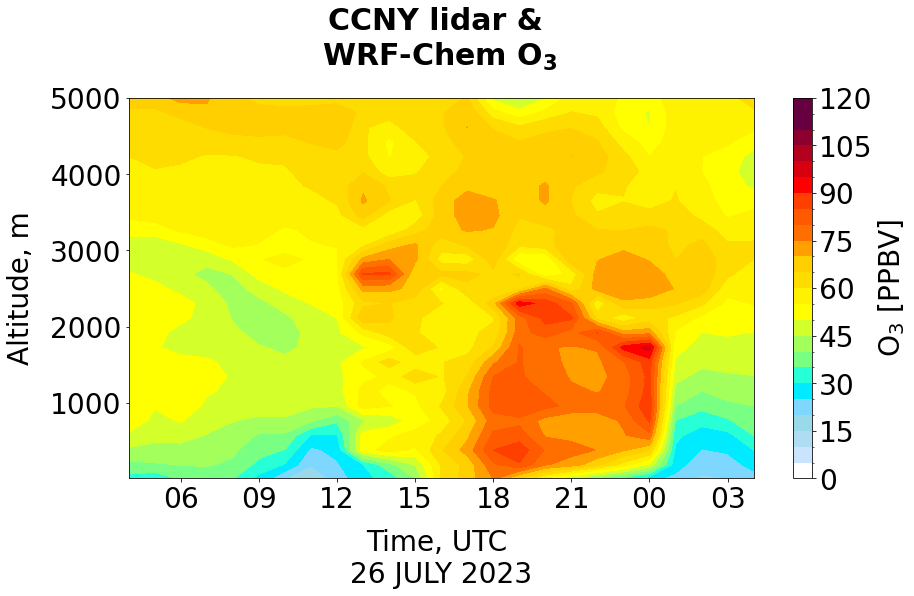 CCNY lidar &
WRF-Chem O₃
5000
4000
3000
2000
1000
Altitude, m
06 09 12 15 18 21 00 03
Time, UTC
26 JULY 2023
120
105
90
75
60
45
30
15
0
O₃ [PPBV]